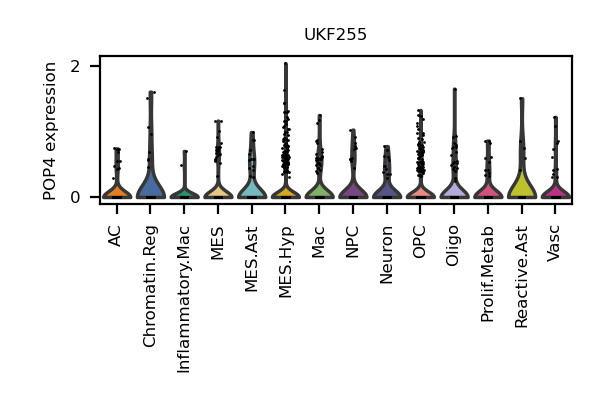 UKF255
POP4 expression
2
0
AC
Chromatin.Reg
Inflammatory.Mac
MES
MES.Ast
MES.Hyp
Mac
NPC
Neuron
OPC
Oligo
Prolif.Metab
Reactive.Ast
Vasc